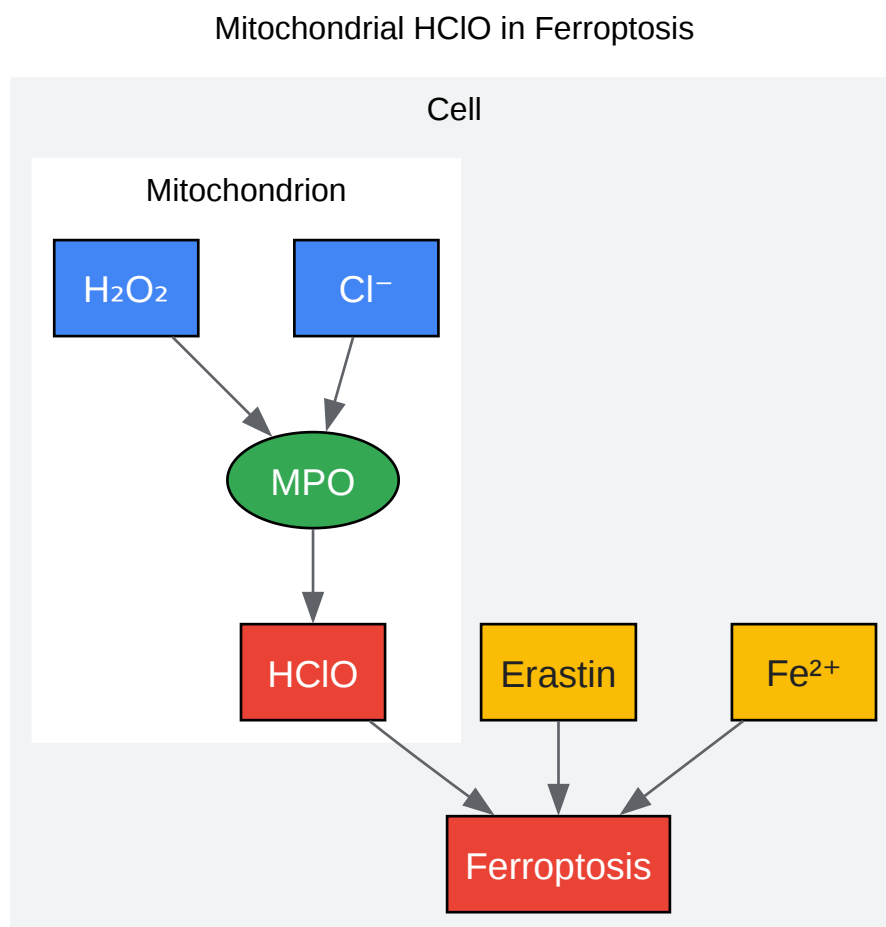 Mitochondrial HClO in Ferroptosis
Cell
Mitochondrion
H₂O₂
Cl⁻
MPO
HClO
Erastin
Fe²⁺
Ferroptosis